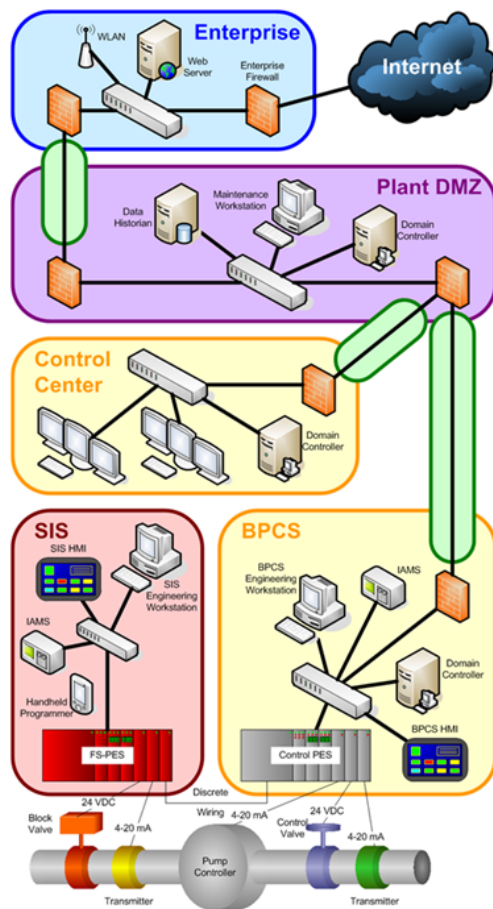 Enterprise
WLAN
Web
Server
Enterprise
Firewall
Internet
Plant DMZ
Maintenance
Workstation
Data
Historian
Domain
Controller
Control
Center
Domain
Controller
SIS
SIS HMI
SIS
Engineering
Workstation
IAMS
Handheld
Programmer
FS-PES
BPCS
BPCS
Engineering
Workstation
IAMS
Domain
Controller
BPCS HMI
Control PES
24 VDC
Discrete
Wiring
24 VDC
Block
Valve
4-20 mA
4-20 mA
Control
Valve
4-20 mA
Pump
Controller
Transmitter
Transmitter